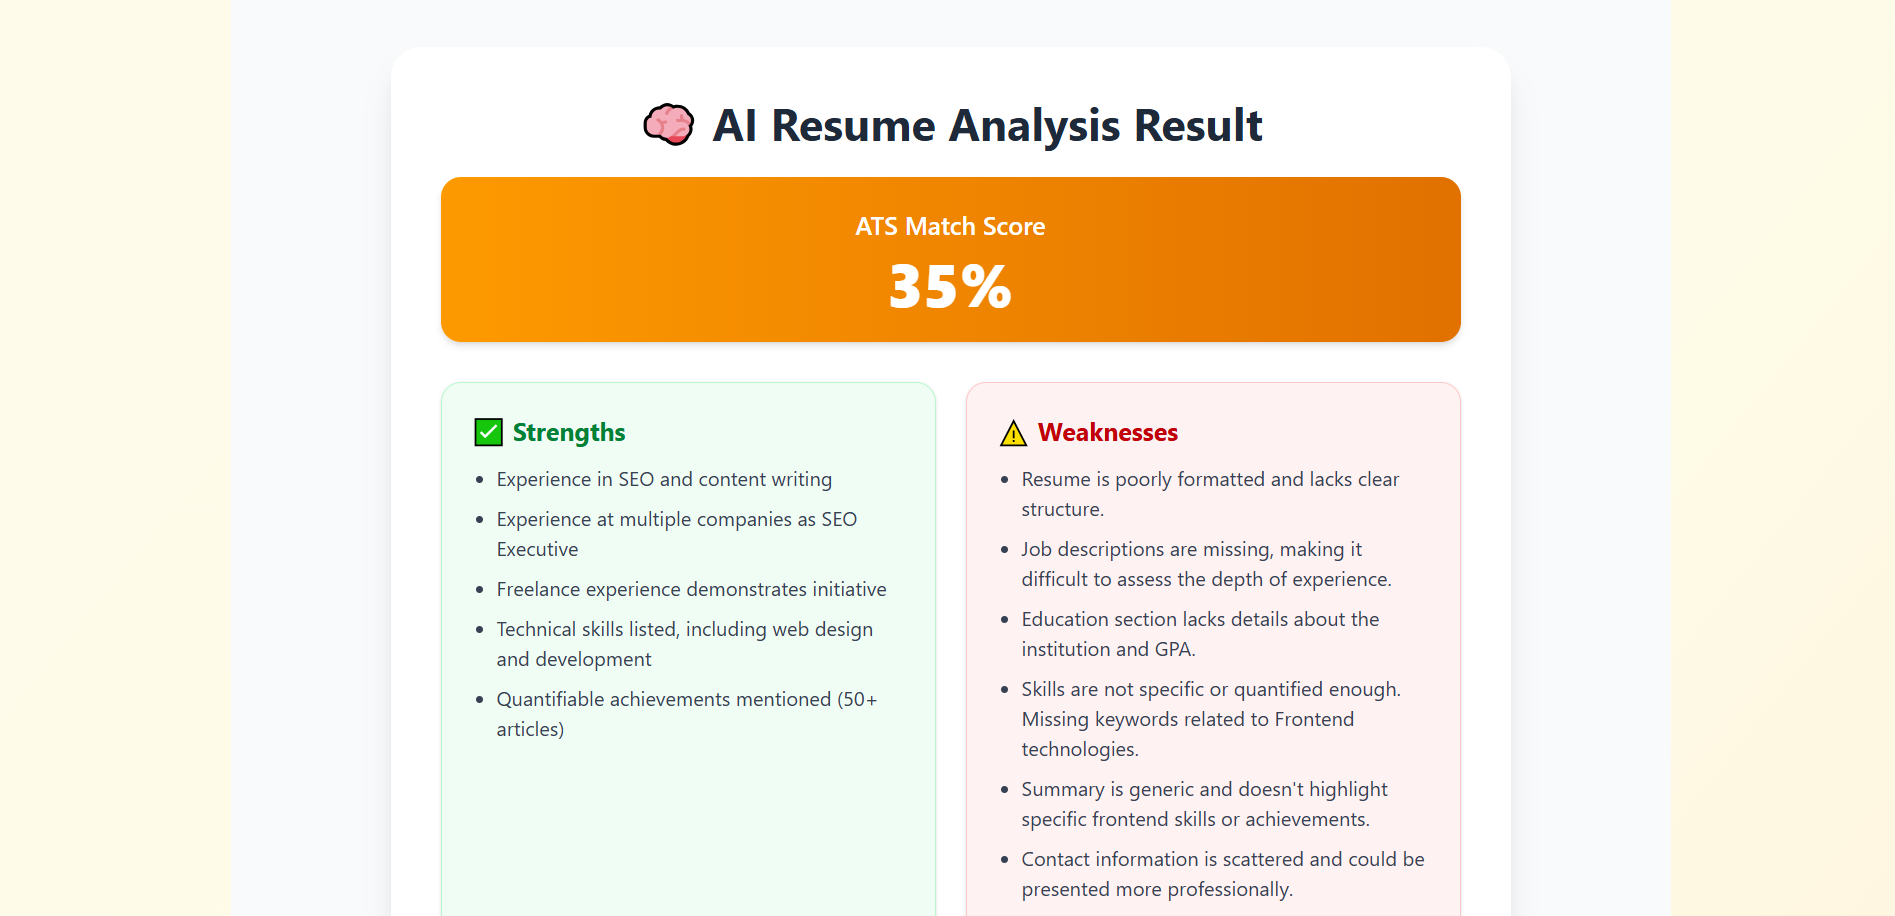 AI Resume Analysis Result
ATS Match Score
35%
Strengths
Experience in SEO and content writing
Experience at multiple companies as SEO
Executive
Freelance experience demonstrates initiative
Technical skills listed, including web design
and development
Quantifiable achievements mentioned (50+
articles)
Weaknesses
Resume is poorly formatted and lacks clear
structure.
Job descriptions are missing, making it
difficult to assess the depth of experience.
Education section lacks details about the
institution and GPA.
Skills are not specific or quantified enough.
Missing keywords related to Frontend
technologies.
Summary is generic and doesn't highlight
specific frontend skills or achievements.
Contact information is scattered and could be
presented more professionally.